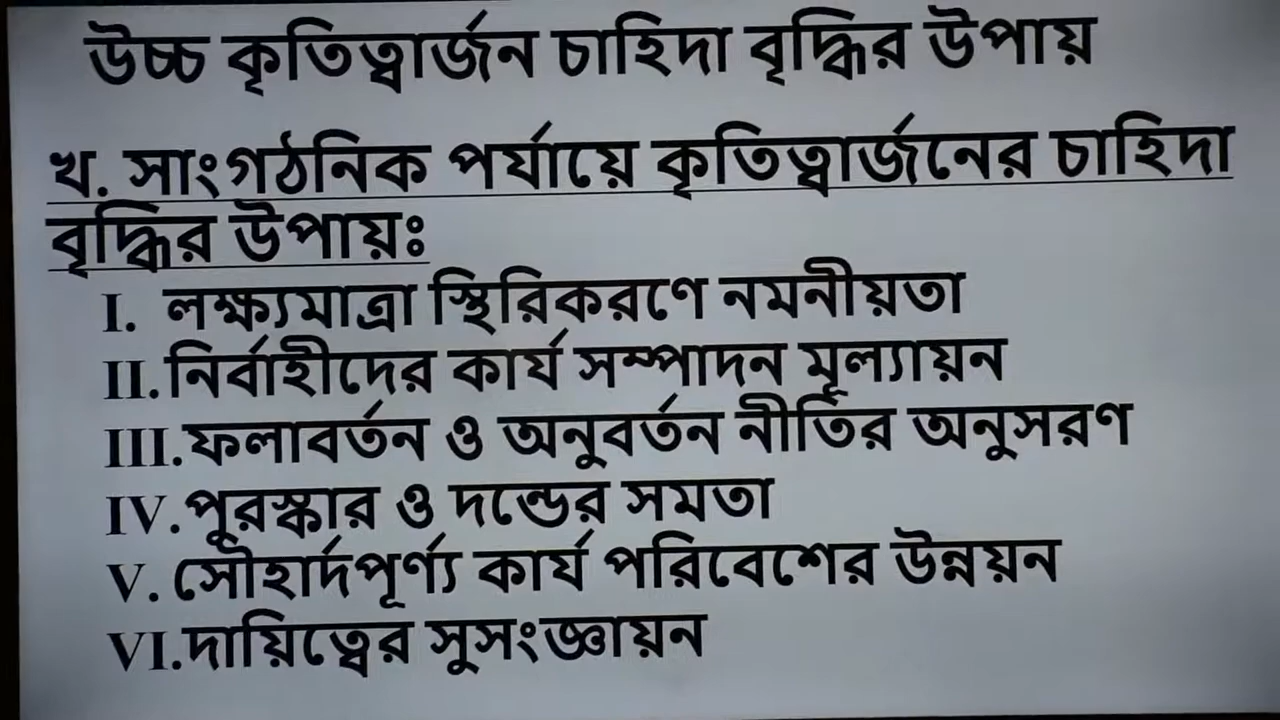 উচ্চ কৃতিত্বার্জন চাহিদা বৃদ্ধির উপায়
খ. সাংগঠনিক পর্যায়ে কৃতিত্বার্জনের চাহিদা
বৃদ্ধির উপায়ঃ
I. লক্ষ্যমাত্রা স্থিরিকরণে নমনীয়তা
II. নির্বাহীদের কার্য সম্পাদন মূল্যায়ন
III. ফলাবর্তন ও অনুবর্তন নীতির অনুসরণ
IV. পুরস্কার ও দন্ডের সমতা
V. সৌহার্দপূর্ণ্য কার্য পরিবেশের উন্নয়ন
VI. দায়িত্বের সুসংজ্ঞায়ন